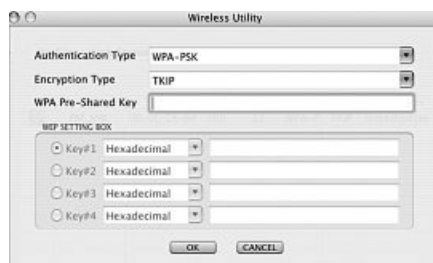 Wireless Utility
Authentication Type WPA-PSK
Encryption Type TKIP
WPA Pre-Shared Key
WEP SETTING BOX
Key#1 Hexadecimal
Key#2 Hexadecimal
Key#3 Hexadecimal
Key#4 Hexadecimal
OK CANCEL